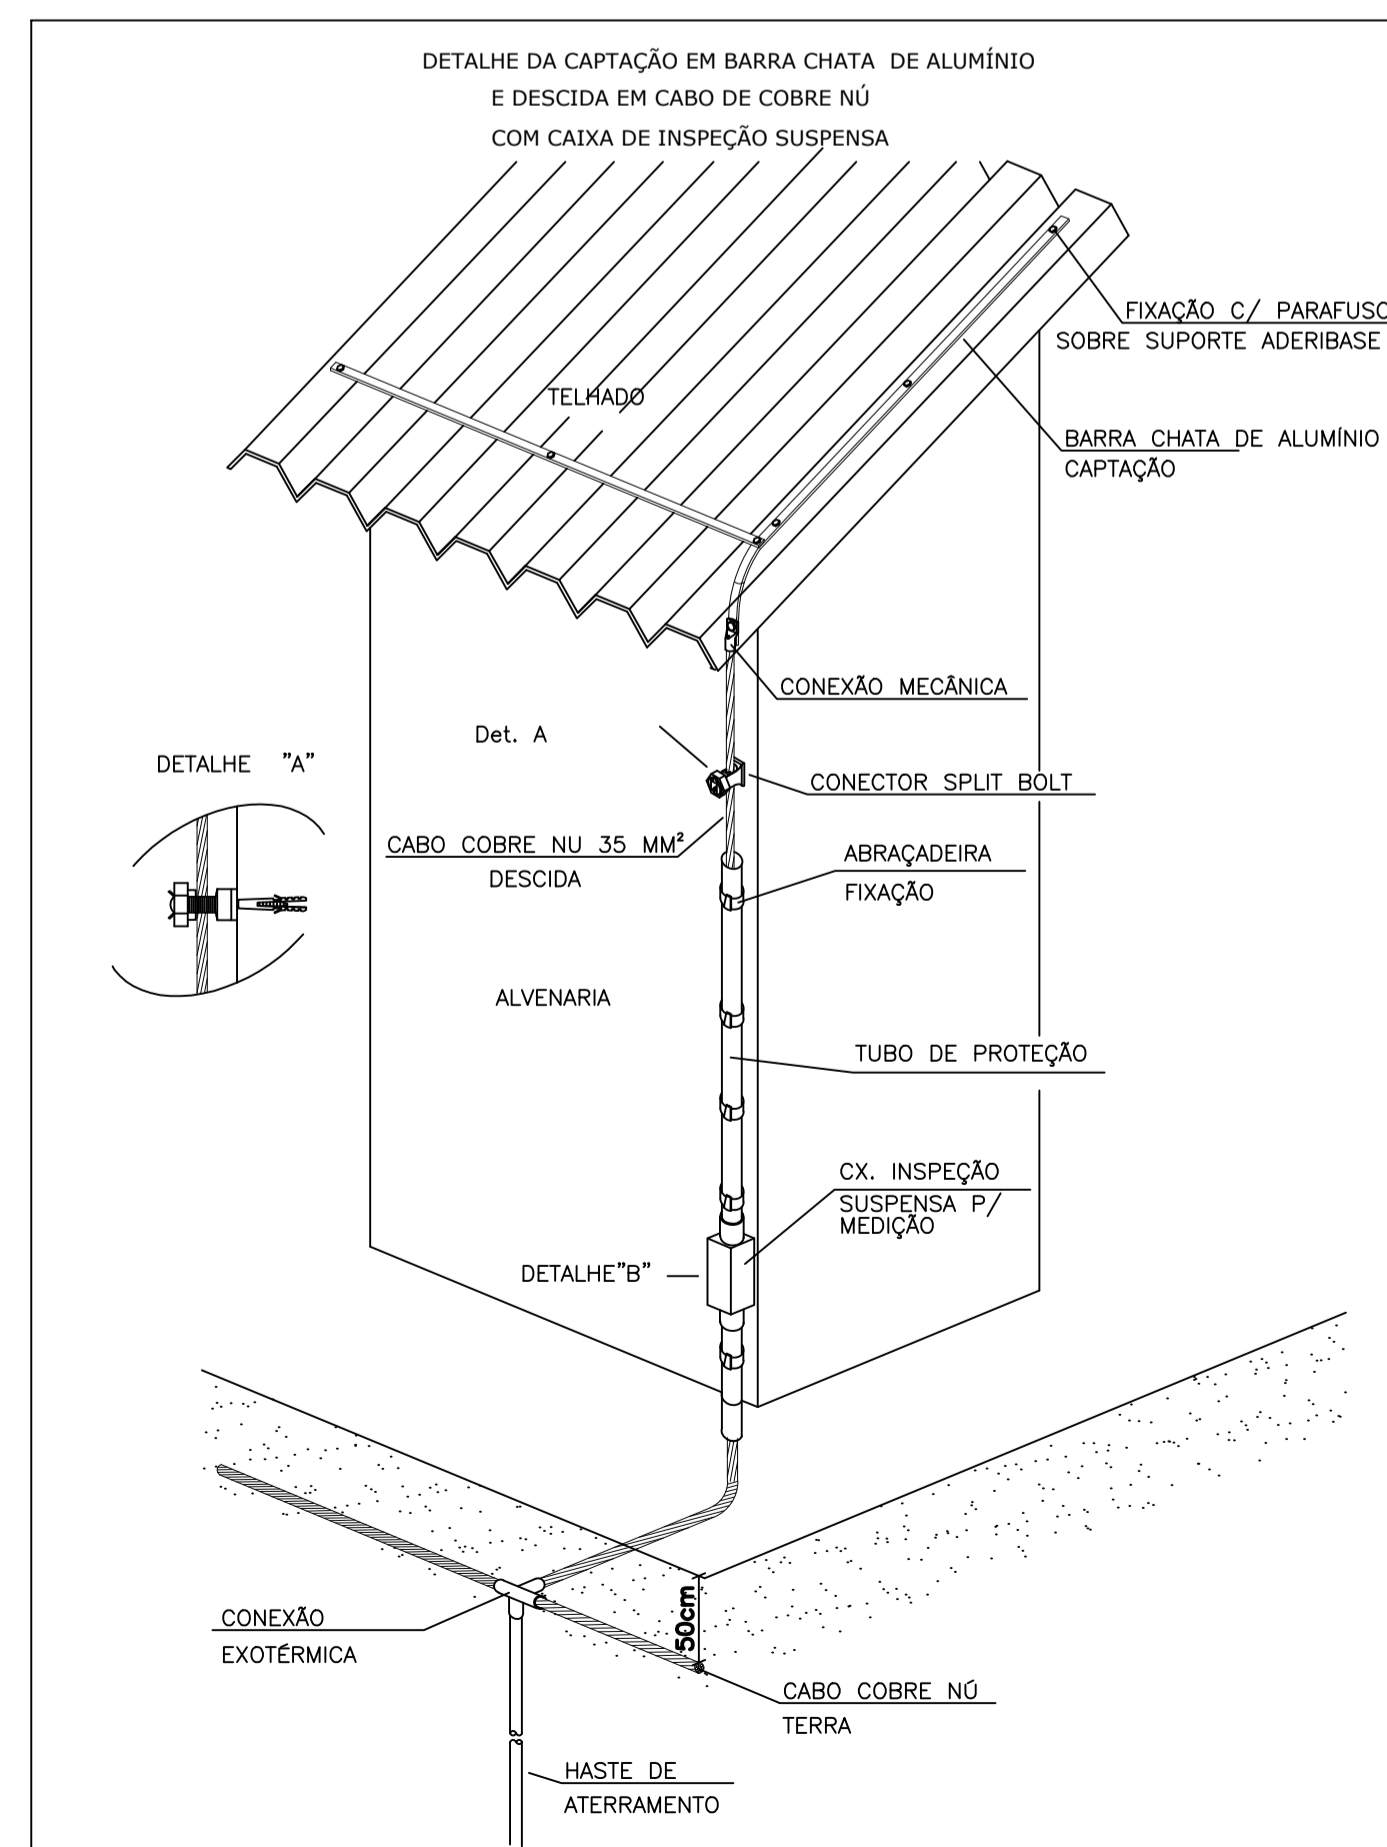 DETALHE DA CAPTAÇÃO EM BARRA CHATA DE ALUMÍNIO
E DESCIDA EM CABO DE COBRE NÚ
COM CAIXA DE INSPEÇÃO SUSPENSA
FIXAÇÃO C/ PARAFUSO
SOBRE SUPORTE ADERIBASE
TELHADO
BARRA CHATA DE ALUMÍNIO
CAPTAÇÃO
CONEXÃO MECÂNICA
Det. A
DETALHE "A"
CONECTOR SPLIT BOLT
CABO COBRE NU 35 MM²
DESCIDA
ABRAÇADEIRA
FIXAÇÃO
ALVENARIA
TUBO DE PROTEÇÃO
CX. INSPEÇÃO
SUSPENSA P/
MEDIÇÃO
DETALHE"B"
50cm
CONEXÃO
EXOTÉRMICA
CABO COBRE NÚ
TERRA
HASTE DE
ATERRAMENTO